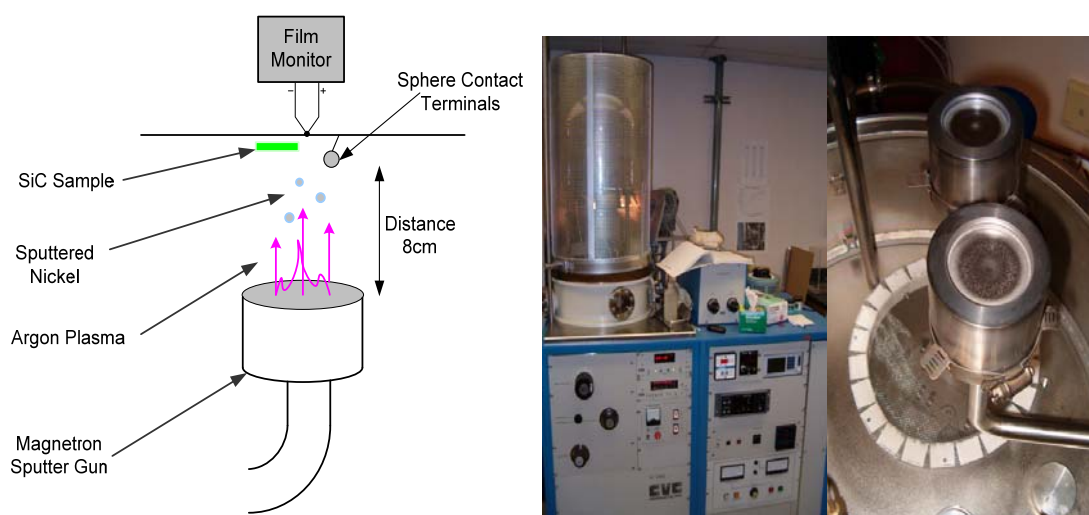 Film
Monitor
– +
Sphere Contact
Terminals
SiC Sample
Sputtered
Nickel
Distance
8cm
Argon Plasma
Magnetron
Sputter Gun
CVC